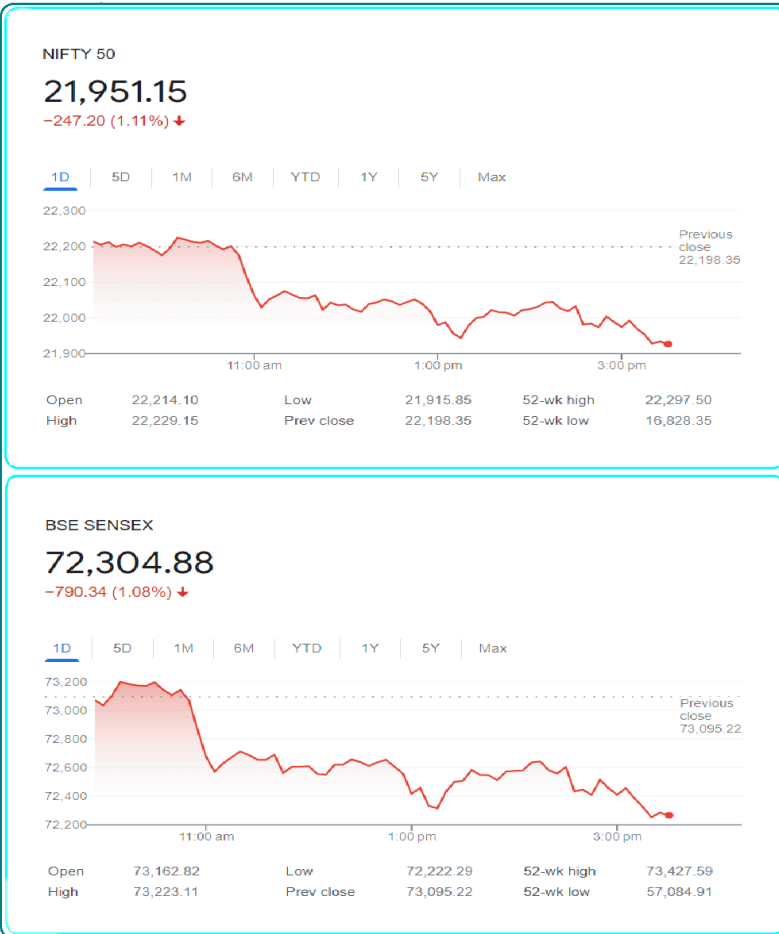 NIFTY 50
21,951.15
−247.20 (1.11%) ↓
1D 5D 1M 6M YTD 1Y 5Y Max
22,300
22,200
22,100
22,000
21,900
Previous
close
22,198.35
11:00 am 1:00 pm 3:00 pm
Open 22,214.10 Low 21,915.85 52-wk high 22,297.50
High 22,229.15 Prev close 22,198.35 52-wk low 16,828.35
BSE SENSEX
72,304.88
−790.34 (1.08%) ↓
1D 5D 1M 6M YTD 1Y 5Y Max
73,200
73,000
72,800
72,600
72,400
72,200
Previous
close
73,095.22
11:00 am 1:00 pm 3:00 pm
Open 73,162.82 Low 72,222.29 52-wk high 73,427.59
High 73,223.11 Prev close 73,095.22 52-wk low 57,084.91